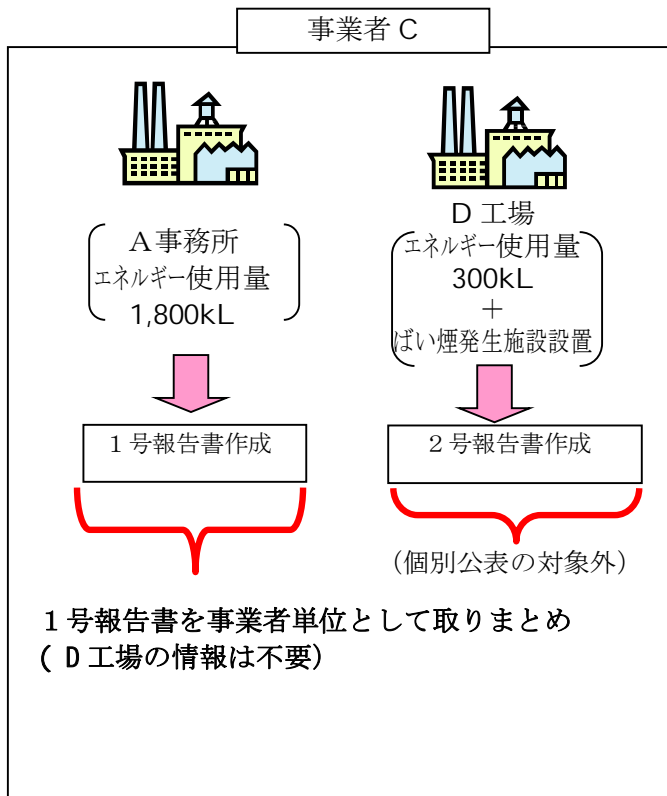 事業者 C
A事務所
エネルギー使用量
1,800kL
D 工場
エネルギー使用量
300kL
＋
ばい煙発生施設設置
１号報告書作成
２号報告書作成
（個別公表の対象外）
１号報告書を事業者単位として取りまとめ
( Ｄ工場の情報は不要）